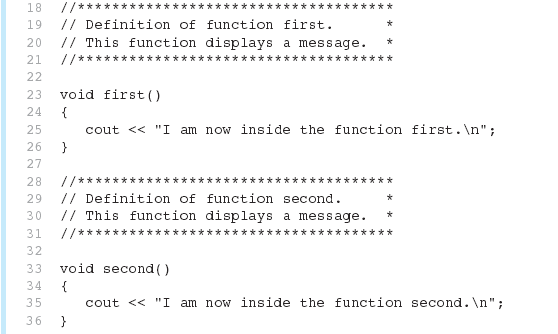 18 //*************************************
19 // Definition of function first.      *
20 // This function displays a message.  *
21 //*************************************
22
23 void first()
24 {
25    cout << "I am now inside the function first.\n";
26 }
27
28 //*************************************
29 // Definition of function second.     *
30 // This function displays a message.  *
31 //*************************************
32
33 void second()
34 {
35    cout << "I am now inside the function second.\n";
36 }